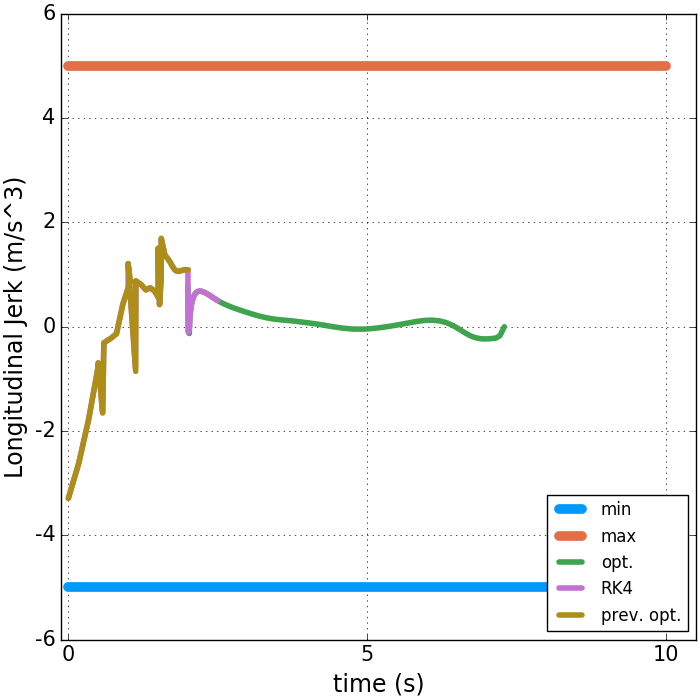 6
4
2
0
-2
-4
-6
Longitudinal Jerk (m/s^3)
min
max
opt.
RK4
prev. opt.
0
5
10
time (s)